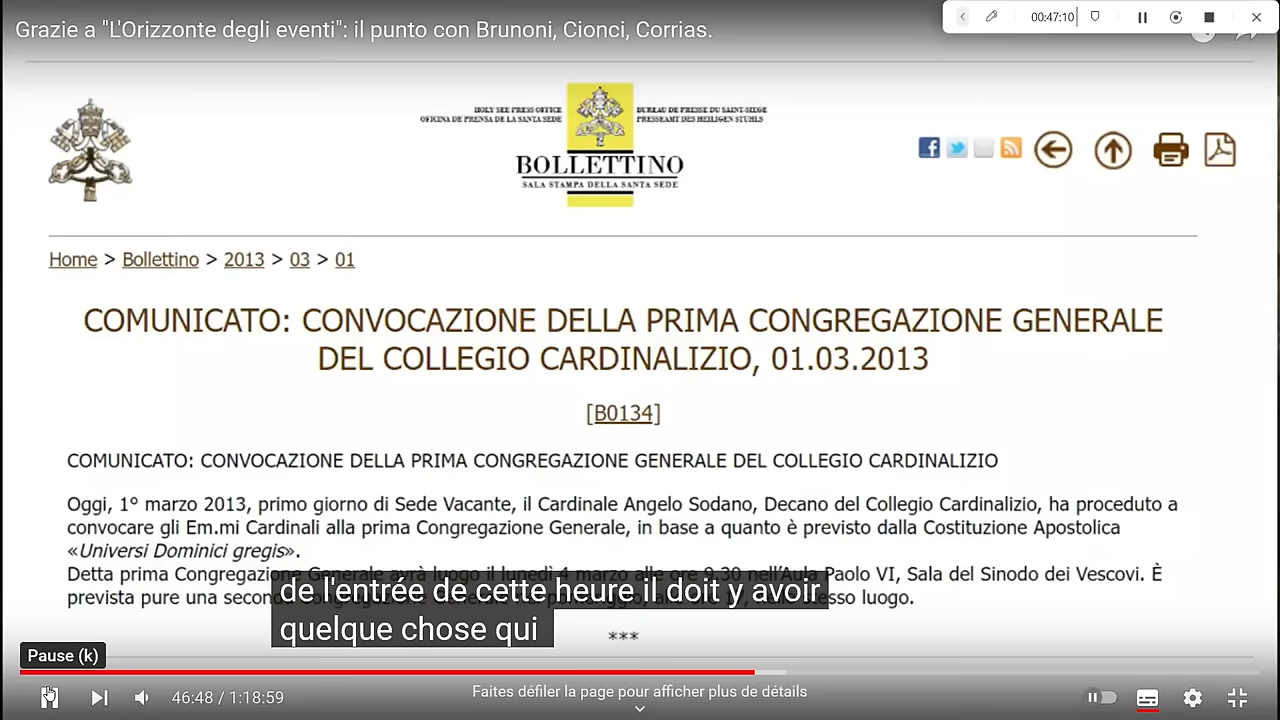 Grazie a "L'Orizzonte degli eventi": il punto con Brunoni, Cionci, Corrias.
00:47:10
HOLY SEE PRESS OFFICE
OFICINA DE PRENSA DE LA SANTA SEDE
BUREAU DE PRESSE DU SAINT-SIEGE
PRESSEAMT DES HEILIGEN STUHLS
BOLLETTINO
SALA STAMPA DELLA SANTA SEDE
Home > Bollettino > 2013 > 03 > 01
COMUNICATO: CONVOCAZIONE DELLA PRIMA CONGREGAZIONE GENERALE
DEL COLLEGIO CARDINALIZIO, 01.03.2013
[B0134]
COMUNICATO: CONVOCAZIONE DELLA PRIMA CONGREGAZIONE GENERALE DEL COLLEGIO CARDINALIZIO
Oggi, 1° marzo 2013, primo giorno di Sede Vacante, il Cardinale Angelo Sodano, Decano del Collegio Cardinalizio, ha proceduto a
convocare gli Em.mi Cardinali alla prima Congregazione Generale, in base a quanto è previsto dalla Costituzione Apostolica
«Universi Dominici gregis».
Detta prima Congregazione Generale avrà luogo il lunedì 4 marzo alle ore 9.30 nell'Aula Paolo VI, Sala del Sinodo dei Vescovi. È
prevista pure una seconda luogo.
de l'entrée de cette heure il doit y avoir
quelque chose qui
***
Pause (k)
46:48 / 1:18:59
Faites défiler la page pour afficher plus de détails